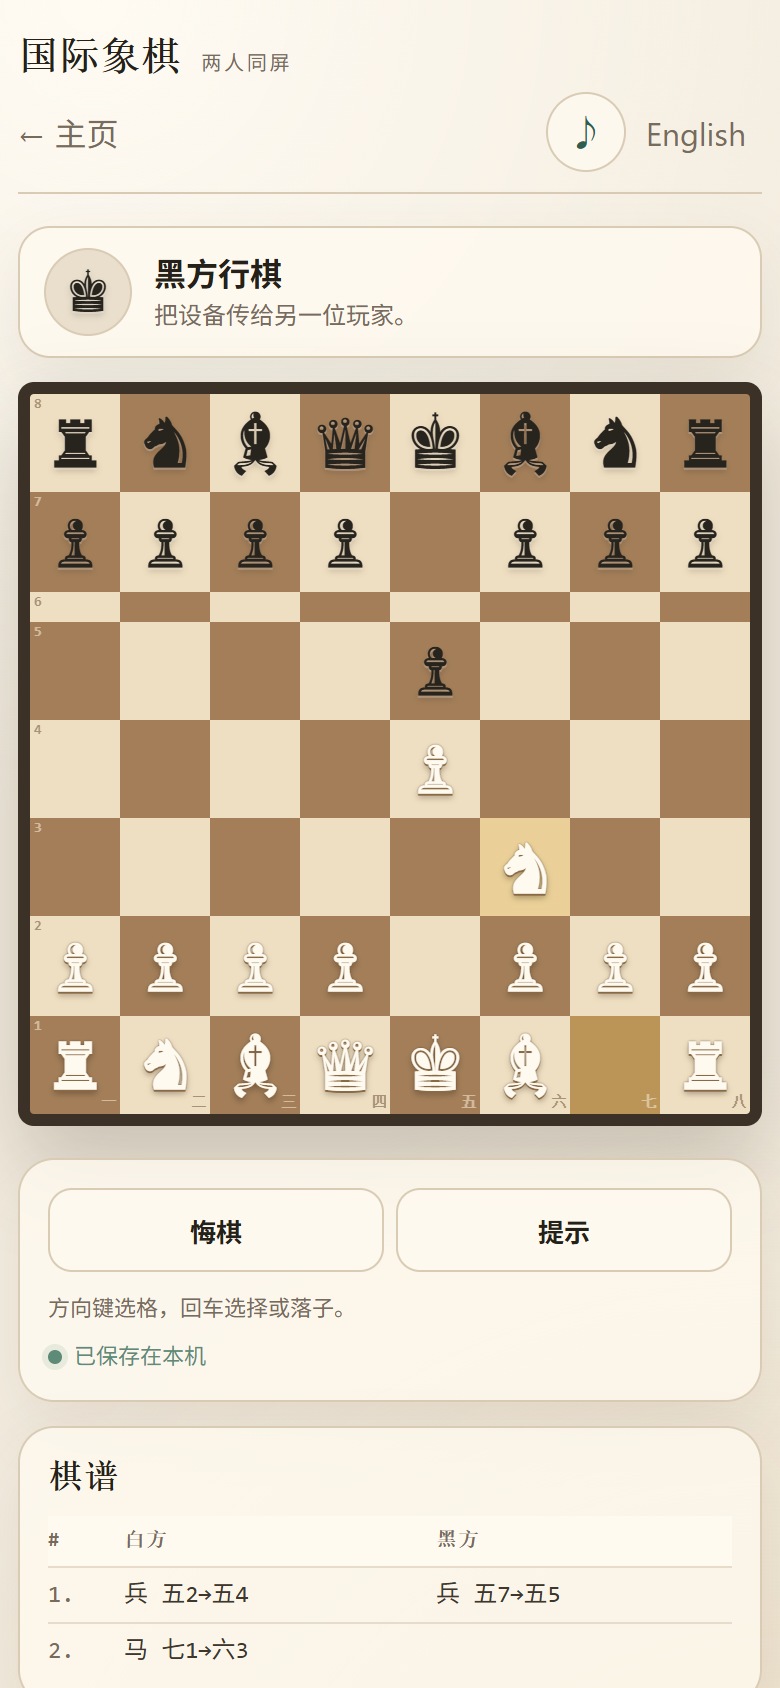 国际象棋 两人同屏
← 主页 English
黑方行棋
把设备传给另一位玩家。
8
7
6
5
4
3
2
1
一 二 三 四 五 六 七 八
悔棋 提示
方向键选格，回车选择或落子。
已保存在本机
棋谱
# 白方 黑方
1. 兵 五2→五4 兵 五7→五5
2. 马 七1→六3